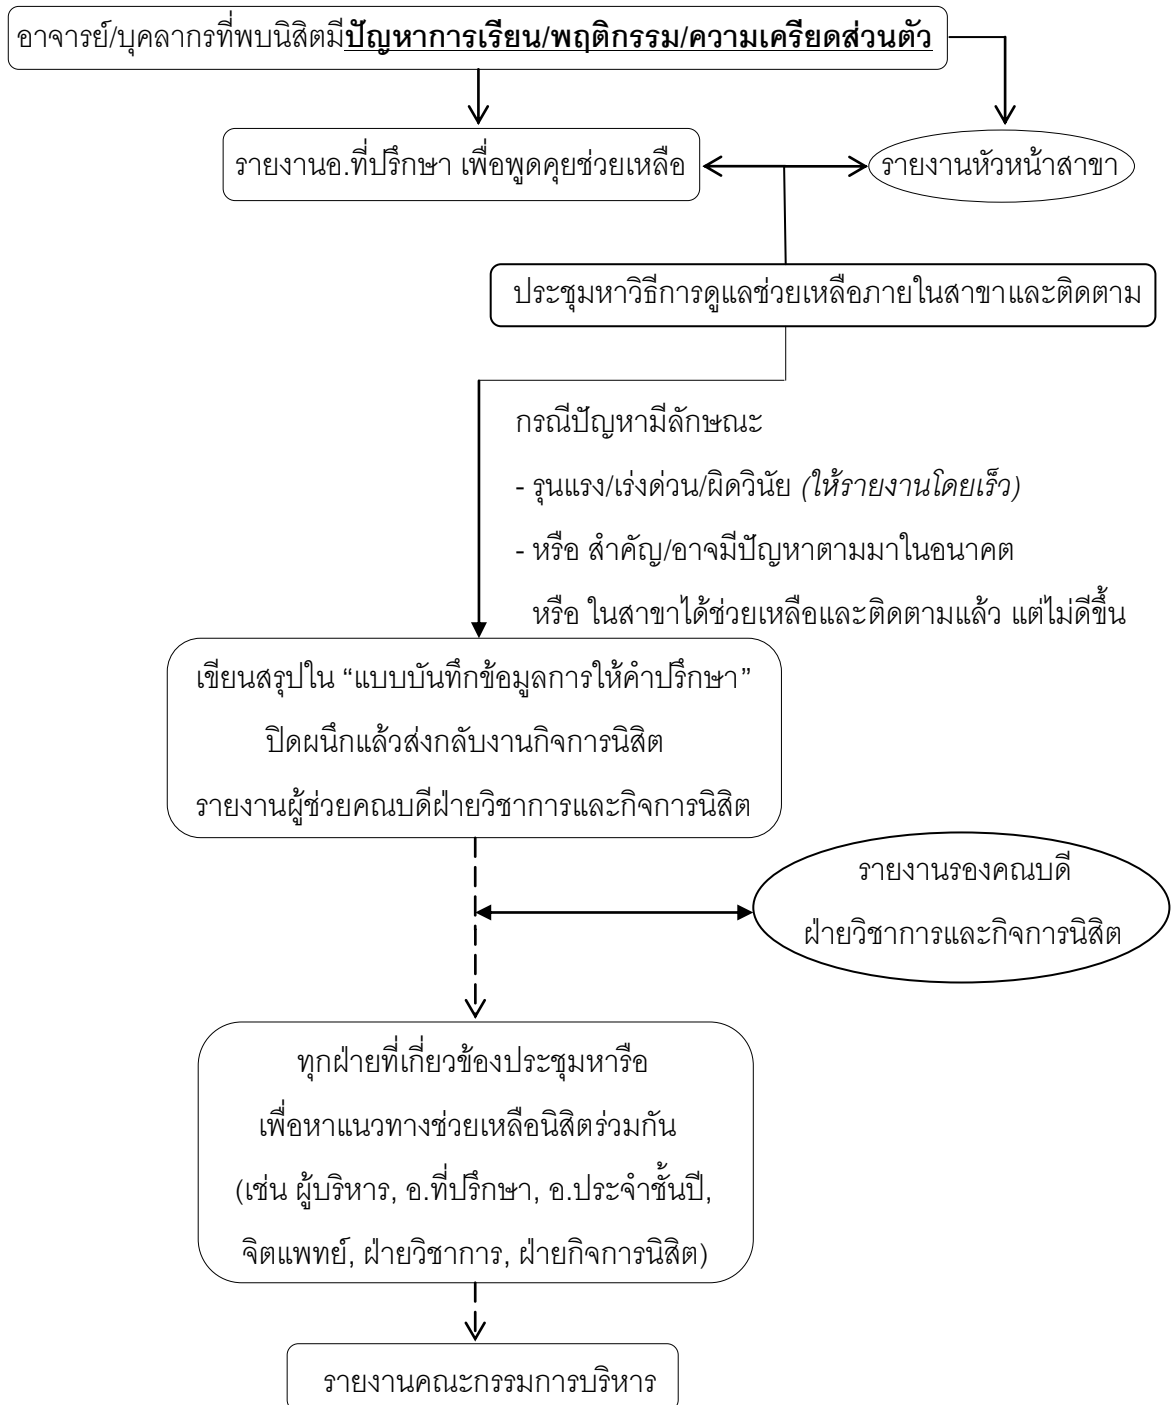 อาจารย์/บุคลากรที่พบนิสิตมีปัญหาการเรียน/พฤติกรรม/ความเครียดส่วนตัว
รายงานอ.ที่ปรึกษา เพื่อพูดคุยช่วยเหลือ
รายงานหัวหน้าสาขา
ประชุมหาวิธีการดูแลช่วยเหลือภายในสาขาและติดตาม
กรณีปัญหามีลักษณะ
- รุนแรง/เร่งด่วน/ผิดวินัย (ให้รายงานโดยเร็ว)
- หรือ สำคัญ/อาจมีปัญหาตามมาในอนาคต
หรือ ในสาขาได้ช่วยเหลือและติดตามแล้ว แต่ไม่ดีขึ้น
เขียนสรุปใน “แบบบันทึกข้อมูลการให้คำปรึกษา”
ปิดผนึกแล้วส่งกลับงานกิจการนิสิต
รายงานผู้ช่วยคณบดีฝ่ายวิชาการและกิจการนิสิต
รายงานรองคณบดี
ฝ่ายวิชาการและกิจการนิสิต
ทุกฝ่ายที่เกี่ยวข้องประชุมหารือ
เพื่อหาแนวทางช่วยเหลือนิสิตร่วมกัน
(เช่น ผู้บริหาร, อ.ที่ปรึกษา, อ.ประจำชั้นปี,
จิตแพทย์, ฝ่ายวิชาการ, ฝ่ายกิจการนิสิต)
รายงานคณะกรรมการบริหาร